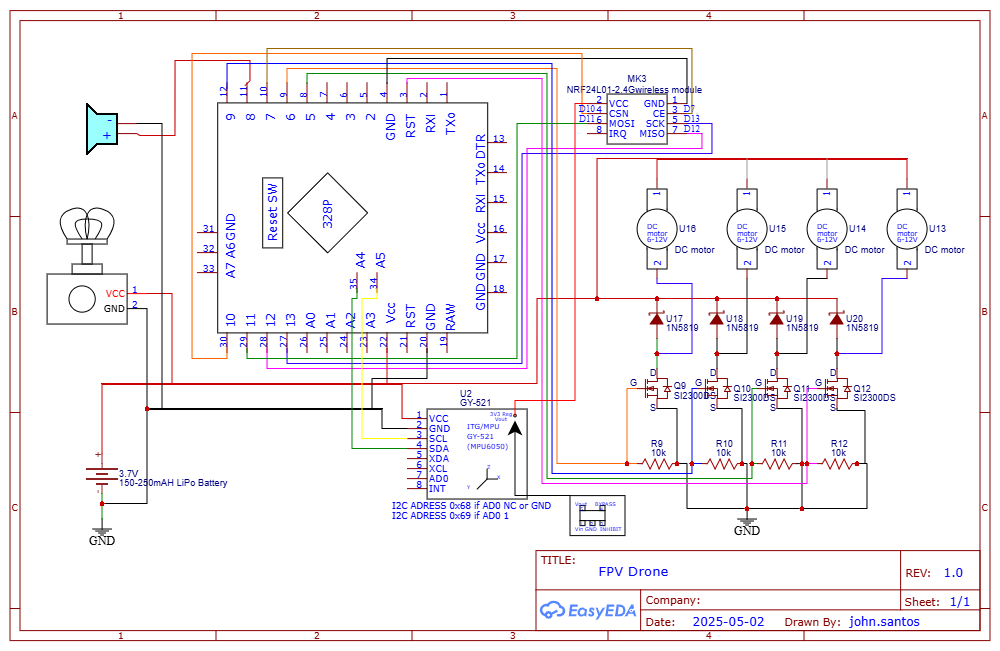 1 2 3 4
A A
B B
C C
1 2 3 4
12 11 10 9 8 7 6 5 4 3 2 1
9 8 7 6 5 4 3 2 GND RST RXI TXo
DTR 13
TXo 14
RXI 15
Vcc 16
GND 17
GND 18
31 GND
32 A6
33 A7
Reset SW
328P
A4 A5
35 34
10 11 12 13 A0 A1 A2 A3 Vcc RST GND RAW
30 29 28 27 26 25 24 23 22 21 20 19
-
+
VCC 1
GND 2
+
3.7V
150-250mAH LiPo Battery
GND
MK3
NRF24L01-2.4Gwireless module
2 VCC GND 1
D10 4 CSN CE 3 D7
D11 6 MOSI SCK 5 D13
8 IRQ MISO 7 D12
1 1 1 1
DC motor 6-12V
U16
DC motor
2
DC motor 6-12V
U15
DC motor
2
DC motor 6-12V
U14
DC motor
2
DC motor 6-12V
U13
DC motor
2
U17
1N5819
U18
1N5819
U19
1N5819
U20
1N5819
D G S
Q9
SI2300DS
D G S
Q10
SI2300DS
D G S
Q11
SI2300DS
D G S
Q12
SI2300DS
R9
10k
R10
10k
R11
10k
R12
10k
GND
U2
GY-521
1 VCC
2 GND
3 SCL
4 SDA
5 XDA
6 XCL
7 AD0
8 INT
3V3 Reg
Vout
ITG/MPU
GY-521
(MPU6050)
Z
X
Y
I2C ADRESS 0x68 if AD0 NC or GND
I2C ADRESS 0x69 if AD0 1
Vout BYPASS
Vin GND INHIBIT
TITLE:
FPV Drone
REV: 1.0
EasyEDA
Company:
Sheet: 1/1
Date: 2025-05-02 Drawn By: john.santos